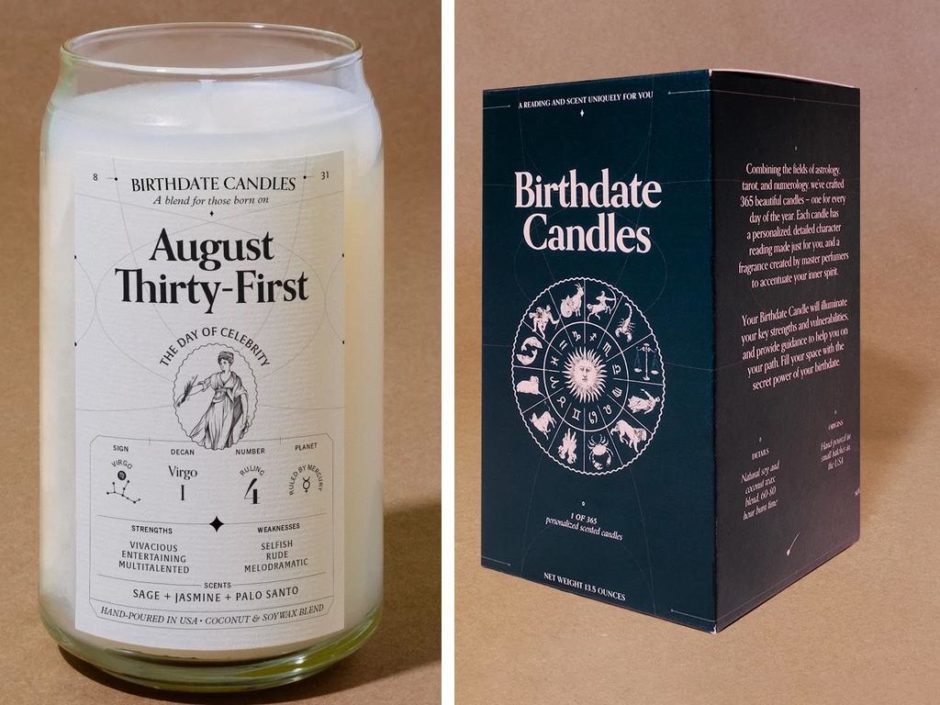 8 BIRTHDATE CANDLES 31
A blend for those born on
August
Thirty-First
THE DAY OF CELEBRITY
SIGN DECAN NUMBER PLANET
VIRGO Virgo RULING RULED BY MERCURY
1 4
STRENGTHS WEAKNESSES
VIVACIOUS SELFISH
ENTERTAINING RUDE
MULTITALENTED MELODRAMATIC
SCENTS
SAGE + JASMINE + PALO SANTO
HAND-POURED IN USA • COCONUT & SOY WAX BLEND
A READING AND SCENT UNIQUELY FOR YOU
Birthdate
Candles
1 OF 365
personalized scented candles
NET WEIGHT 13.5 OUNCES
Combining the fields of astrology,
tarot, and numerology, we've crafted
365 beautiful candles – one for every
day of the year. Each candle has
a personalized, detailed character
reading made just for you, and a
fragrance created by master perfumers
to accentuate your inner spirit.
Your Birthdate Candle will illuminate
your key strengths and vulnerabilities,
and provide guidance to help you on
your path. Fill your space with the
secret power of your birthdate.
DETAILS
Natural soy and
coconut wax
blend, 60-80
hour burn time
ORIGINS
Hand-poured in
small batches in
the USA